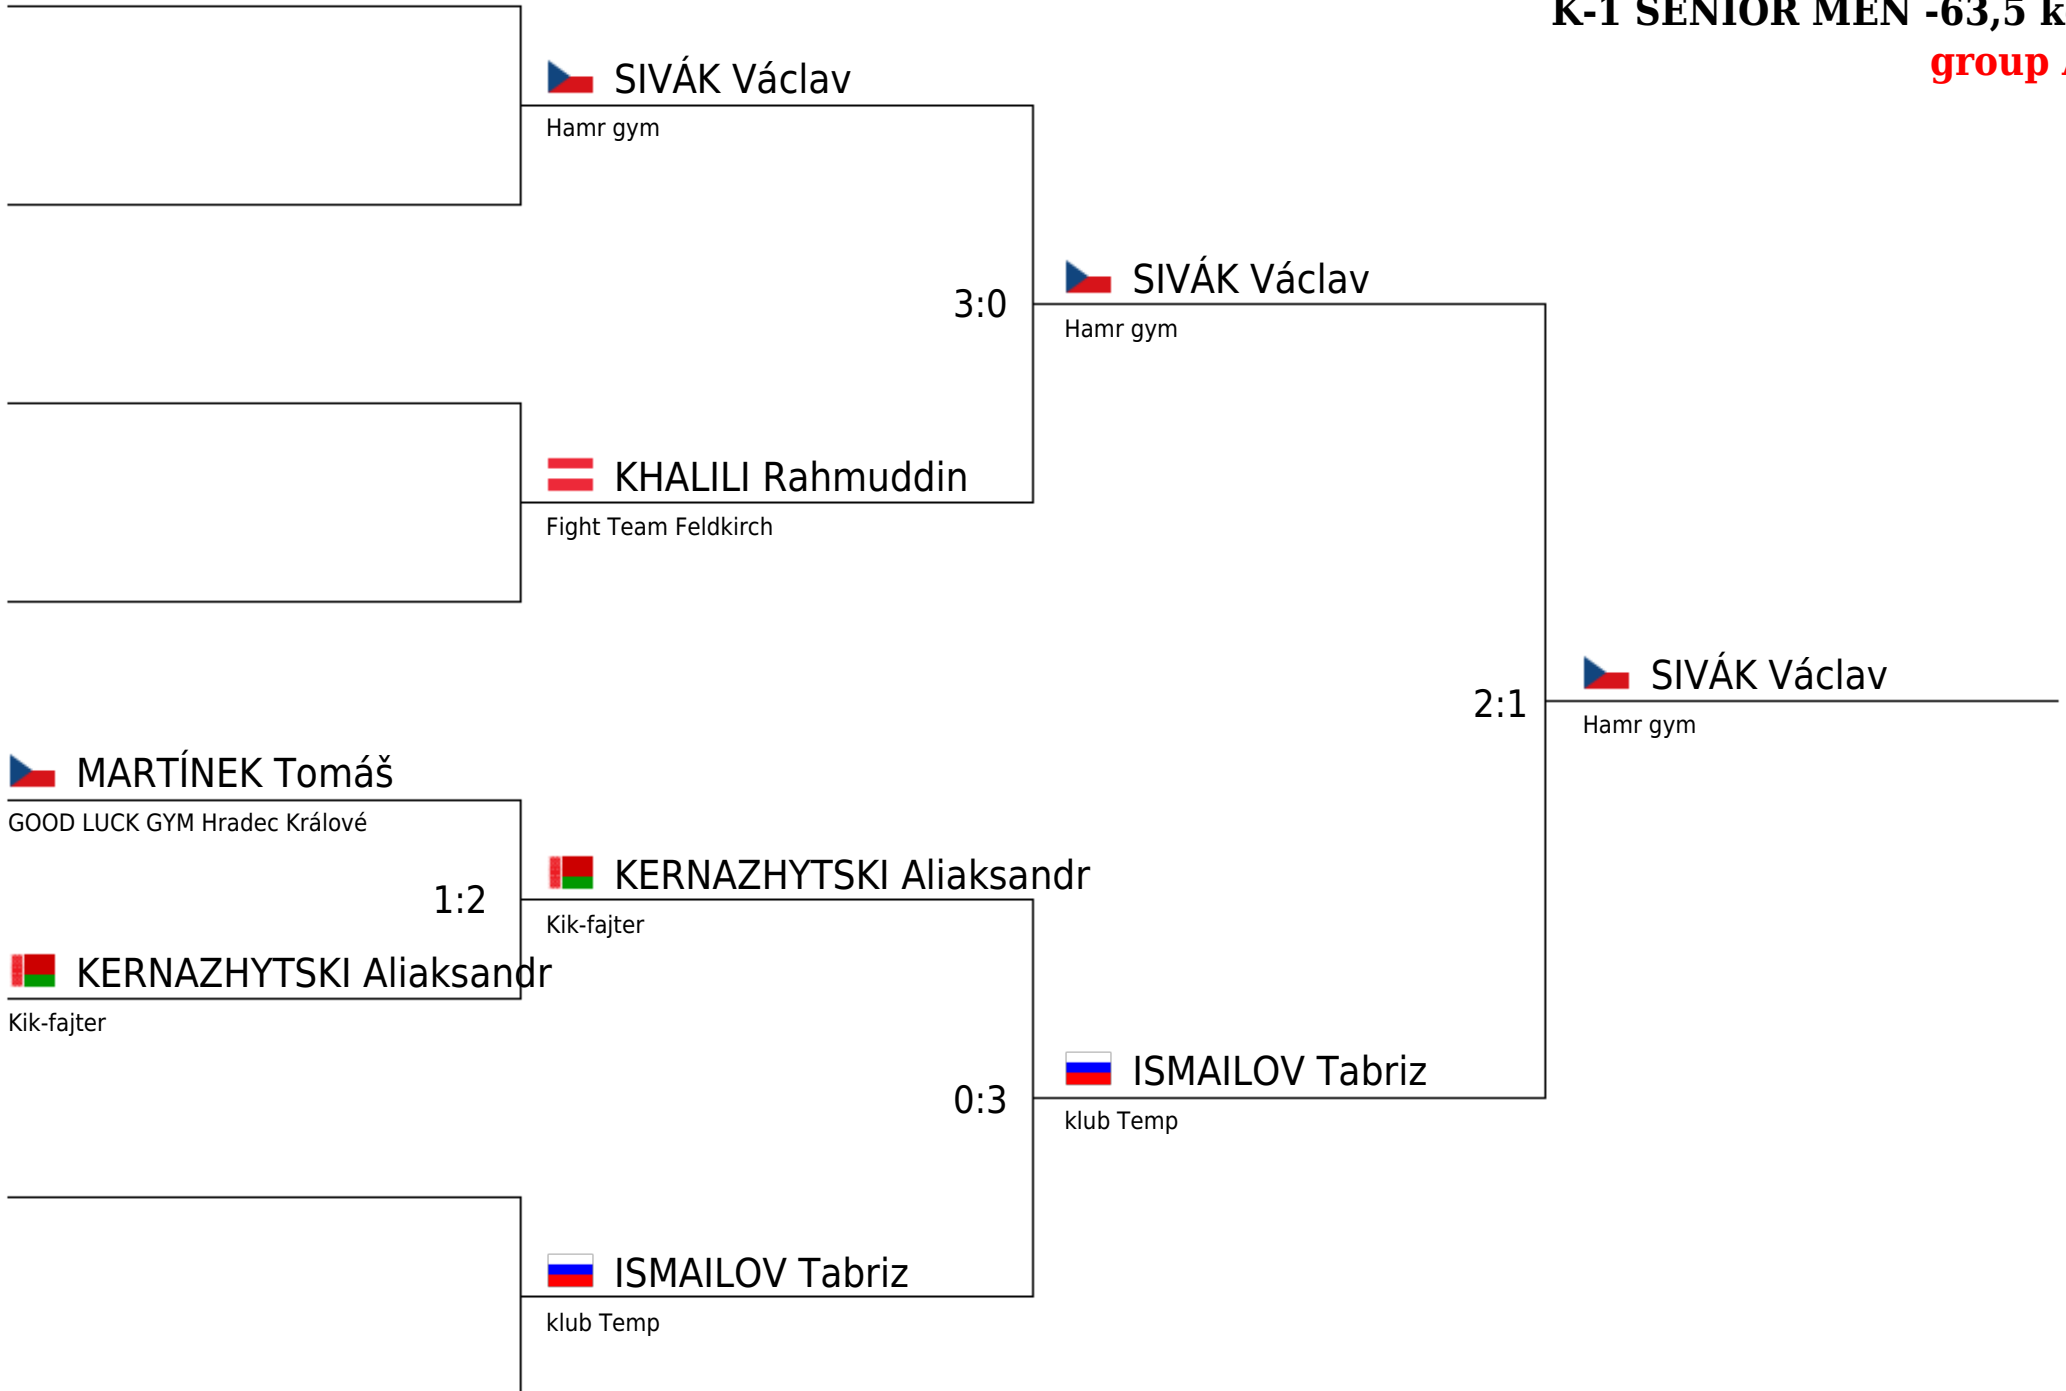 K-1 SENIOR MEN -63,5 k
group A
SIVÁK Václav
Hamr gym
3:0
SIVÁK Václav
Hamr gym
KHALILI Rahmuddin
Fight Team Feldkirch
2:1
SIVÁK Václav
Hamr gym
MARTÍNEK Tomáš
GOOD LUCK GYM Hradec Králové
1:2
KERNAZHYTSKI Aliaksandr
Kik-fajter
KERNAZHYTSKI Aliaksandr
Kik-fajter
0:3
ISMAILOV Tabriz
klub Temp
ISMAILOV Tabriz
klub Temp